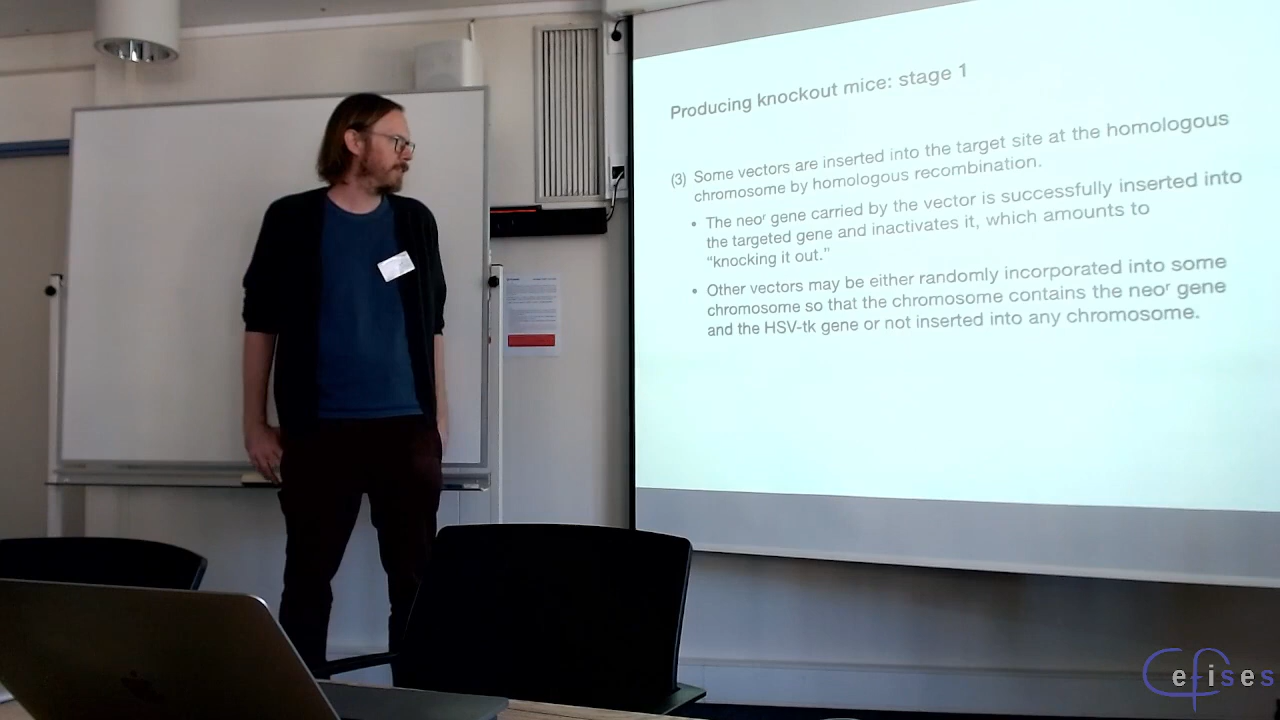 Producing knockout mice: stage 1
(3) Some vectors are inserted into the target site at the homologous
chromosome by homologous recombination.
• The neoʳ gene carried by the vector is successfully inserted into
the targeted gene and inactivates it, which amounts to
“knocking it out.”
• Other vectors may be either randomly incorporated into some
chromosome so that the chromosome contains the neoʳ gene
and the HSV-tk gene or not inserted into any chromosome.
Cefises